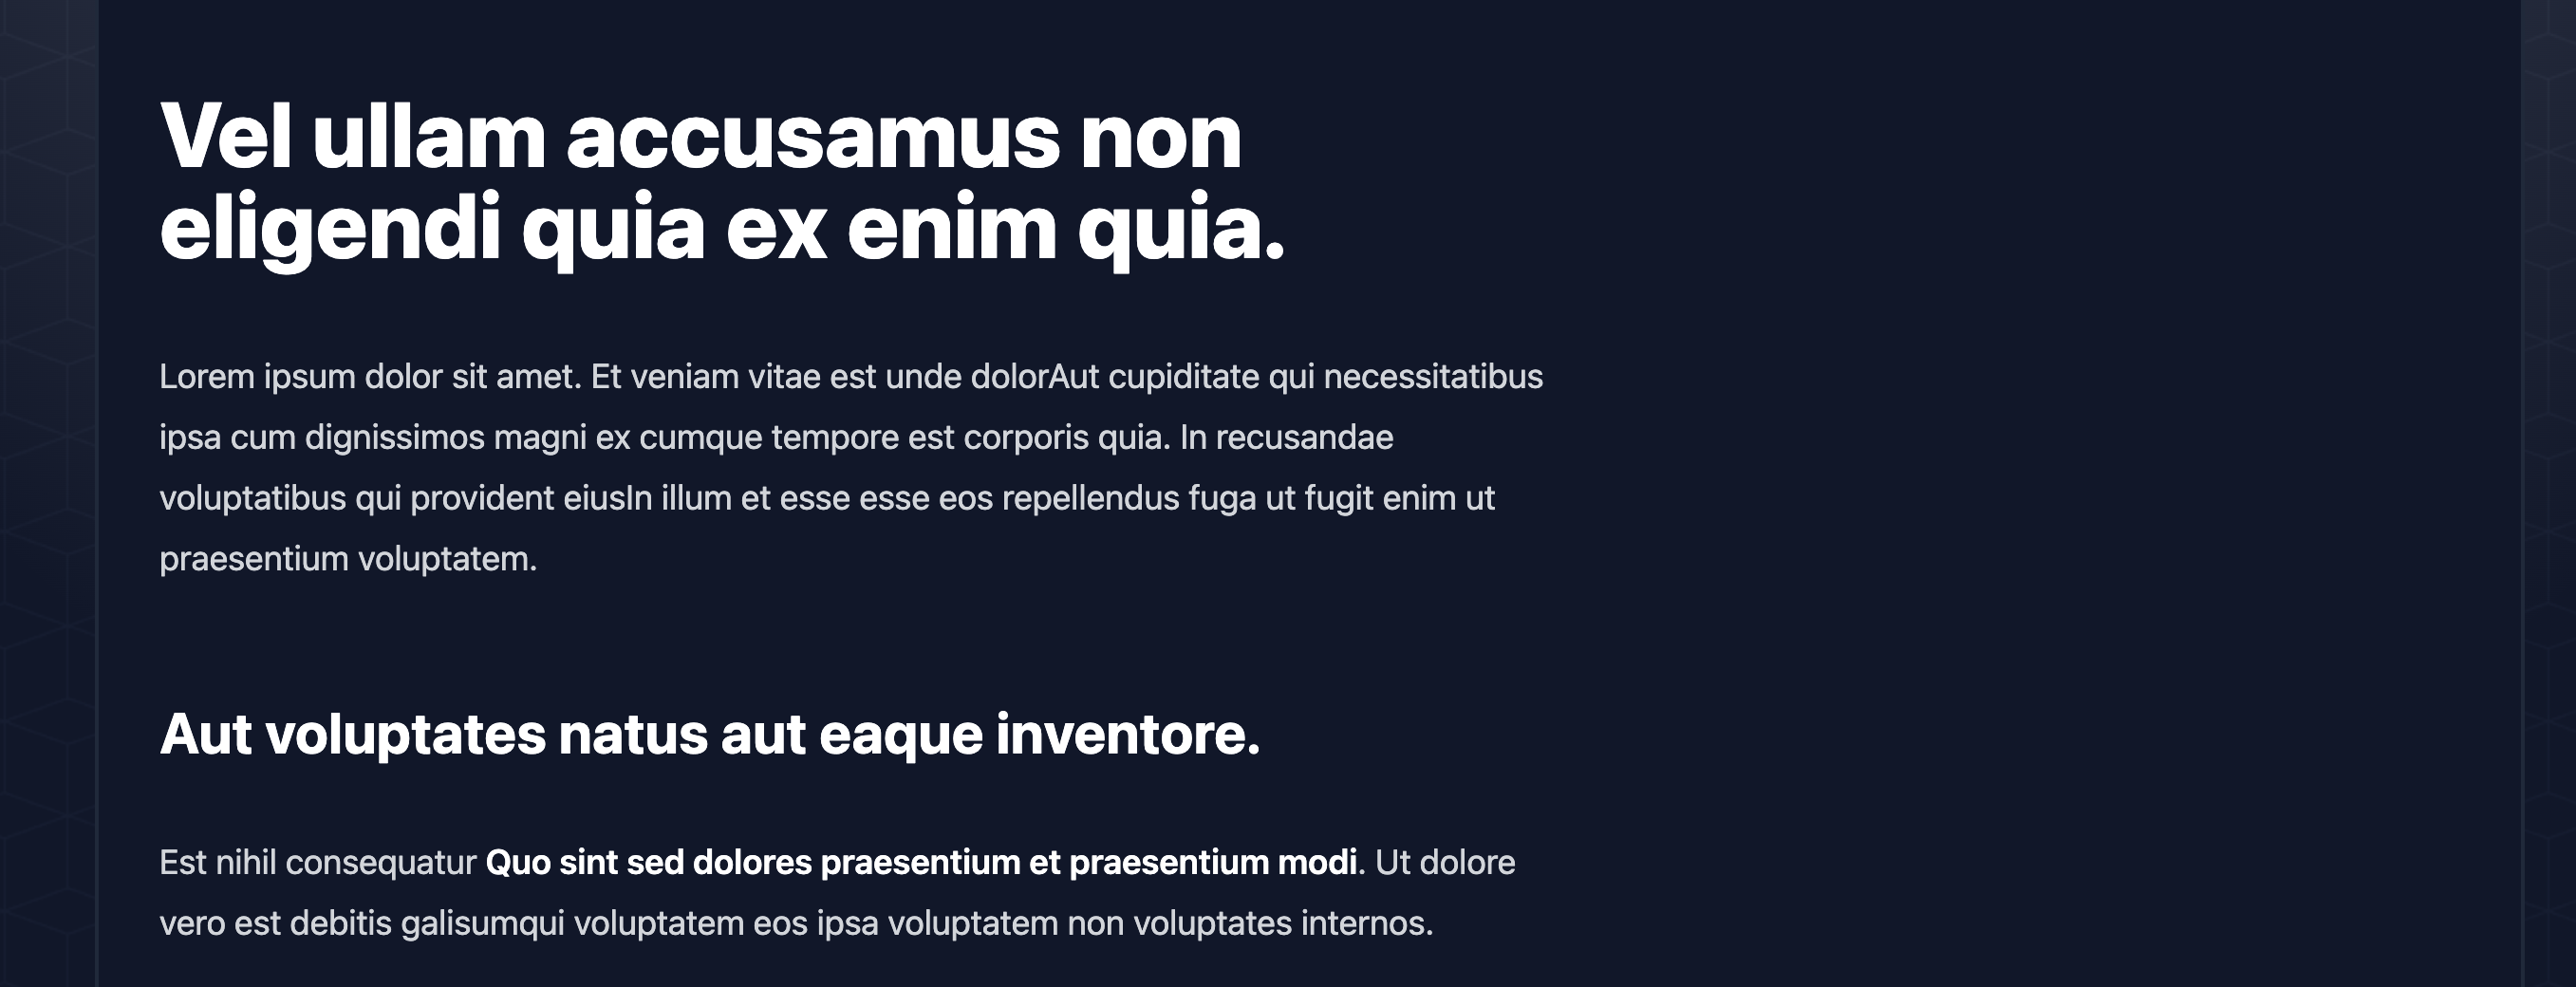 Vel ullam accusamus non
eligendi quia ex enim quia.
Lorem ipsum dolor sit amet. Et veniam vitae est unde dolorAut cupiditate qui necessitatibus
ipsa cum dignissimos magni ex cumque tempore est corporis quia. In recusandae
voluptatibus qui provident eiusIn illum et esse esse eos repellendus fuga ut fugit enim ut
praesentium voluptatem.
Aut voluptates natus aut eaque inventore.
Est nihil consequatur Quo sint sed dolores praesentium et praesentium modi. Ut dolore
vero est debitis galisumqui voluptatem eos ipsa voluptatem non voluptates internos.